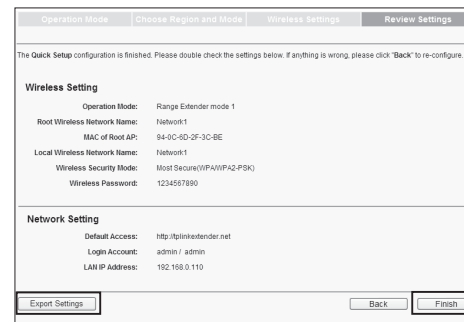 Operation Mode Choose Region and Mode Wireless Settings Review Settings
The Quick Setup configuration is finished. Please double check the settings below. If anything is wrong, please click "Back" to re-configure.
Wireless Setting
Operation Mode: Range Extender mode 1
Root Wireless Network Name: Network1
MAC of Root AP: 94-0C-6D-2F-3C-BE
Local Wireless Network Name: Network1
Wireless Security Mode: Most Secure(WPA/WPA2-PSK)
Wireless Password: 1234567890
Network Setting
Default Access: http://tplinkextender.net
Login Account: admin / admin
LAN IP Address: 192.168.0.110
Export Settings Back Finish